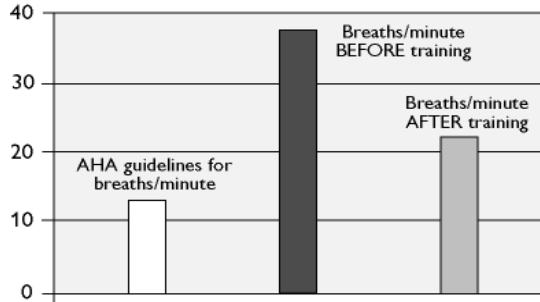 40
Breaths/minute
BEFORE training
30
Breaths/minute
AFTER training
20
AHA guidelines for
breaths/minute
10
0